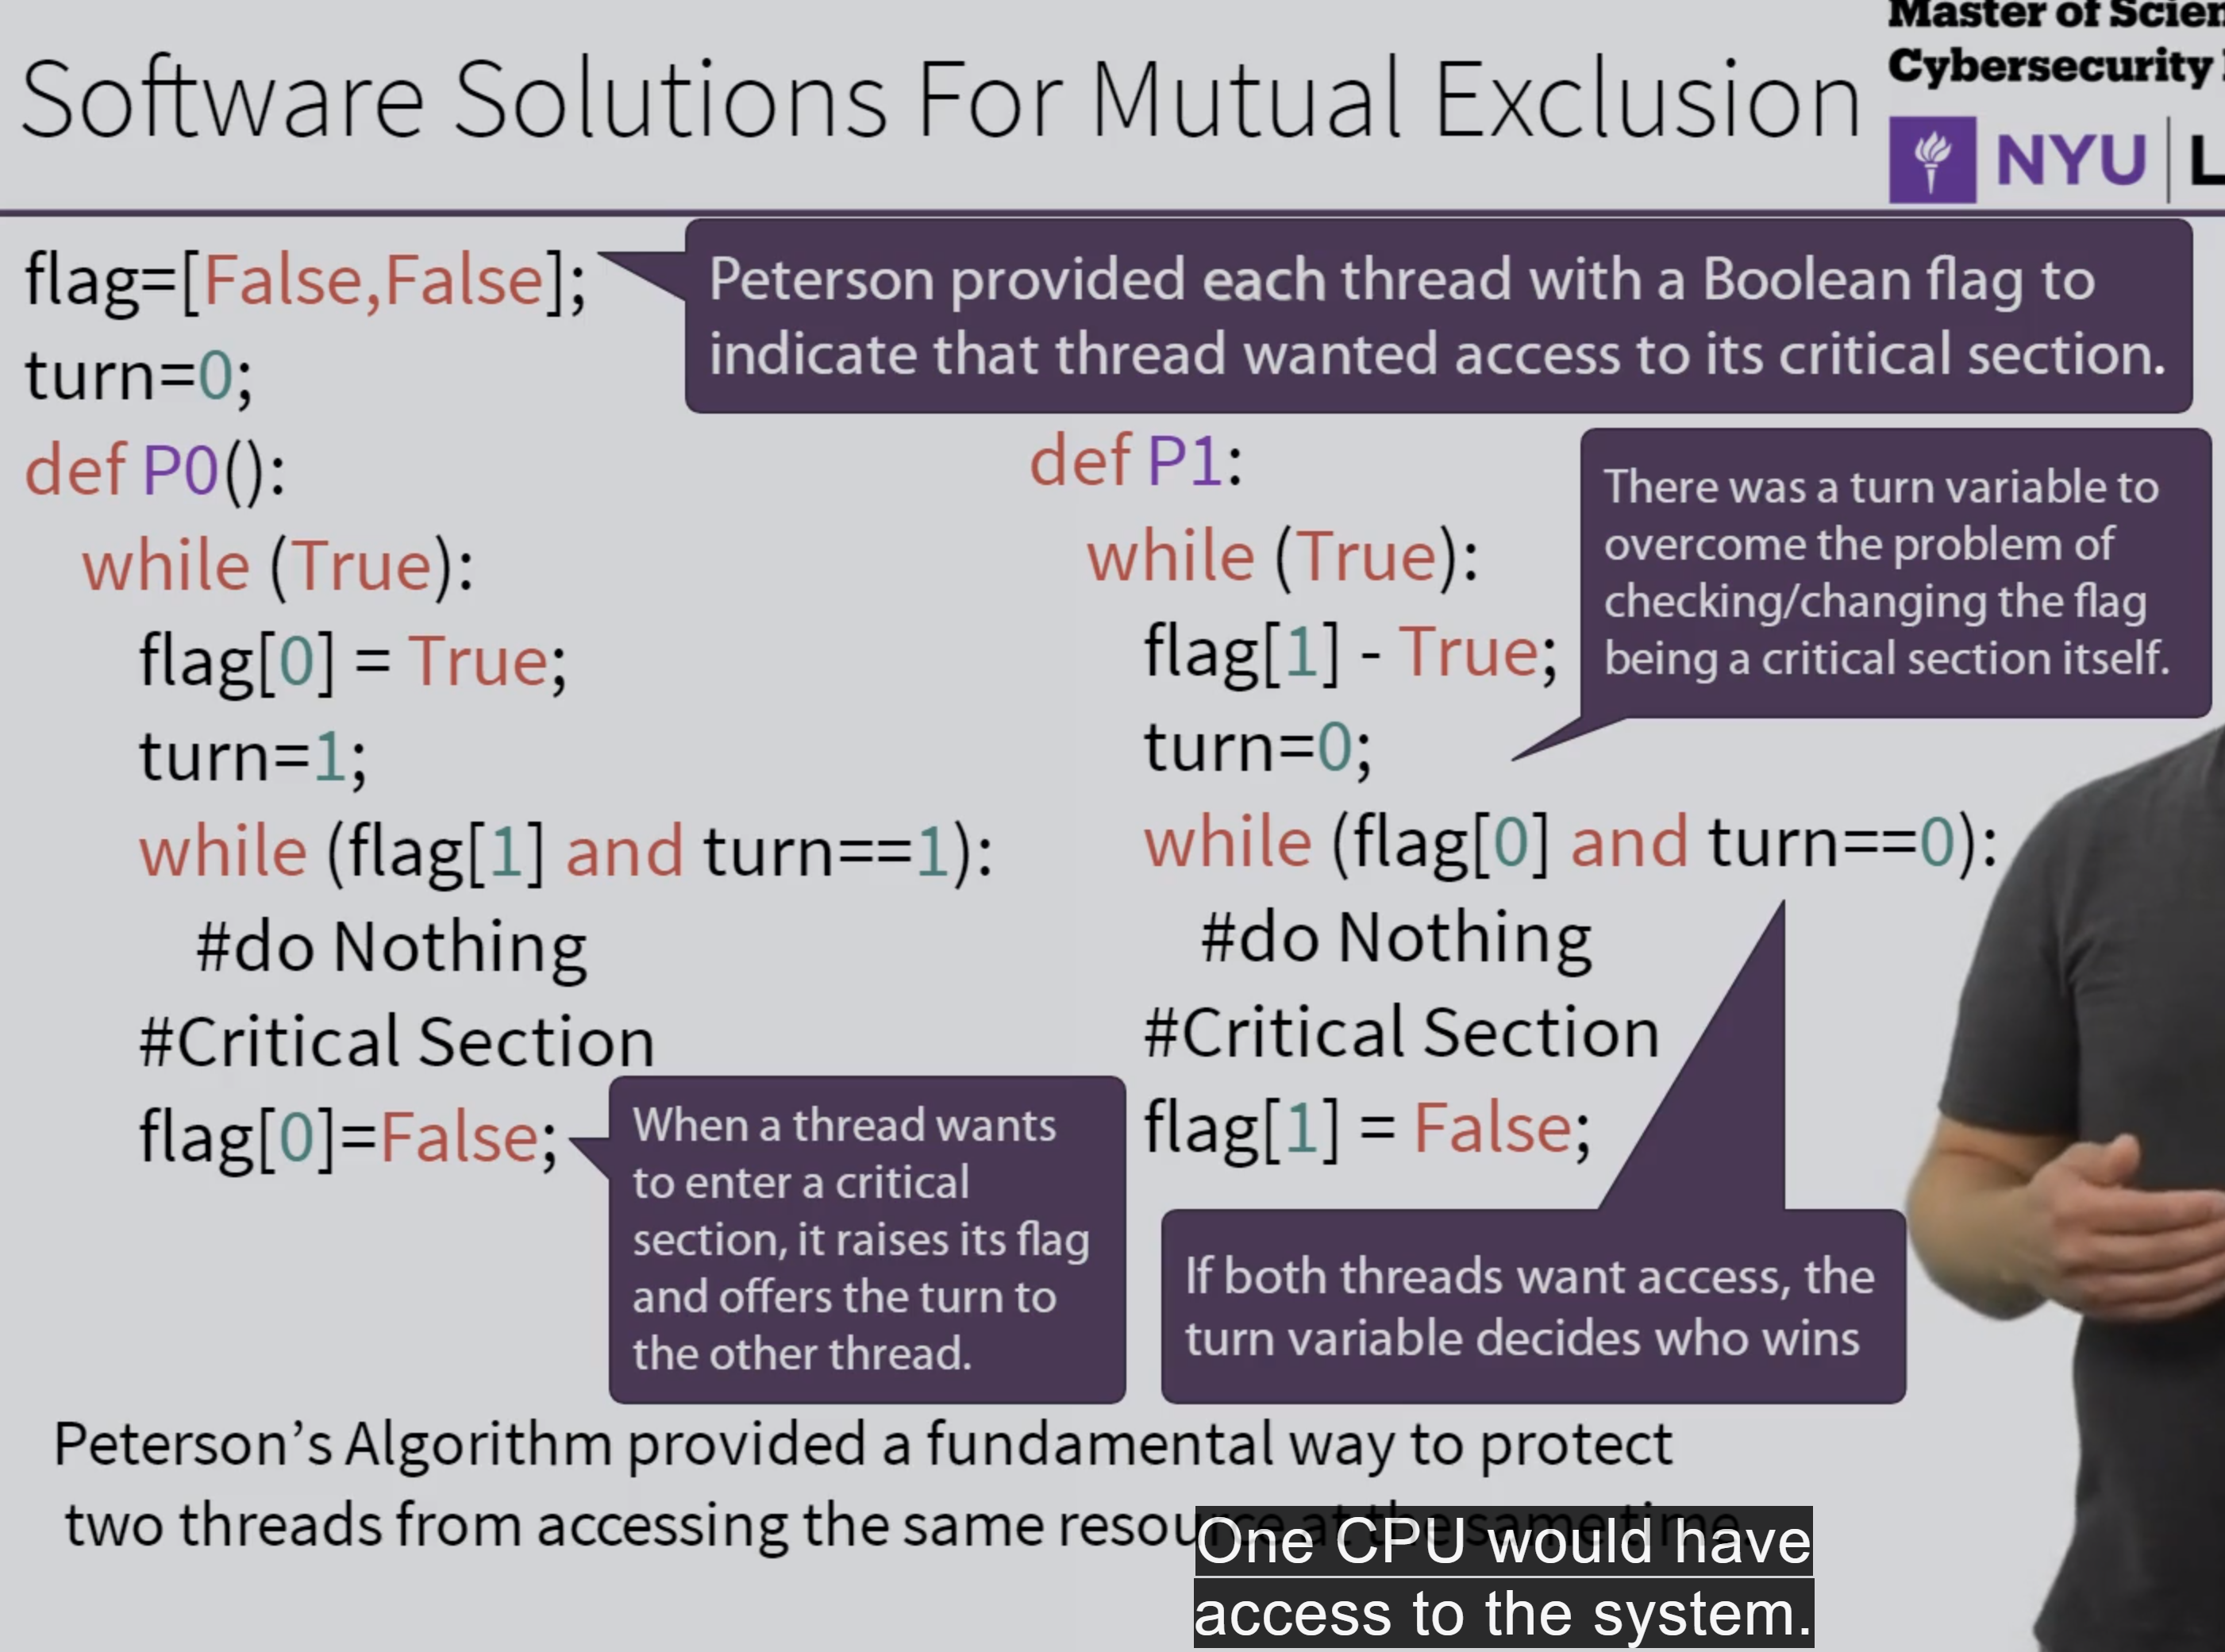 Software Solutions For Mutual Exclusion
Master of Scien
Cybersecurity
NYU
flag=[False,False];
Peterson provided each thread with a Boolean flag to
indicate that thread wanted access to its critical section.
turn=0;
def P0():
while (True):
flag[0] = True;
turn=1;
while (flag[1] and turn==1):
#do Nothing
#Critical Section
flag[0]=False;
When a thread wants
to enter a critical
section, it raises its flag
and offers the turn to
the other thread.
def P1:
while (True):
flag[1] - True;
turn=0;
There was a turn variable to
overcome the problem of
checking/changing the flag
being a critical section itself.
while (flag[0] and turn==0):
#do Nothing
#Critical Section
flag[1] = False;
If both threads want access, the
turn variable decides who wins
Peterson’s Algorithm provided a fundamental way to protect
two threads from accessing the same resource at the same time.
One CPU would have
access to the system.